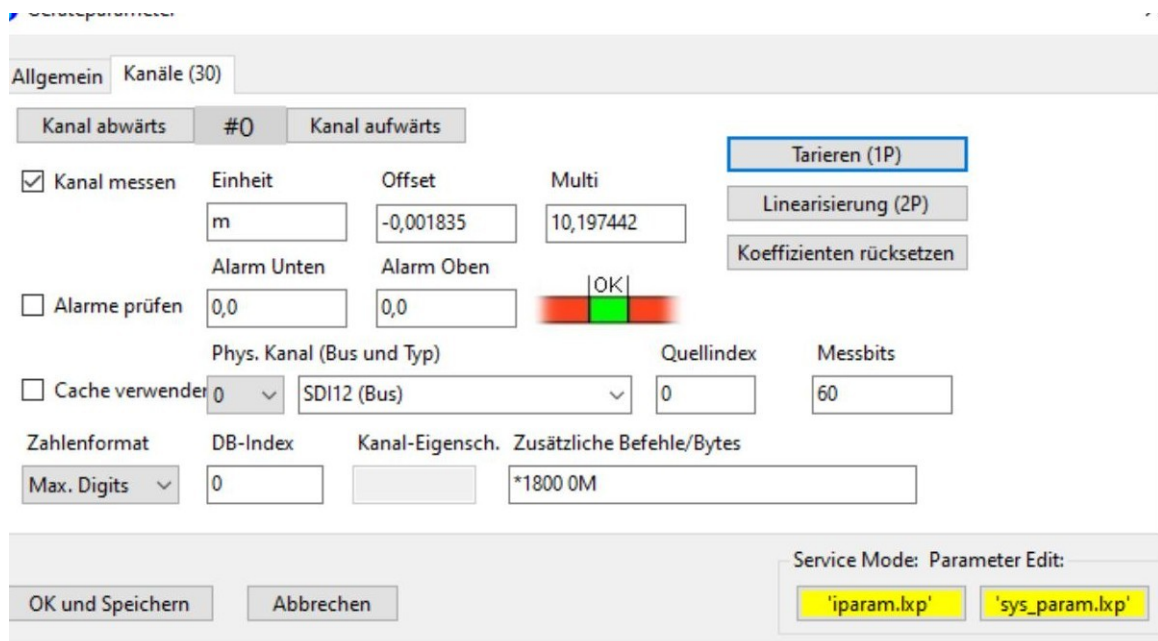 Geräteparameter
Allgemein Kanäle (30)
Kanal abwärts #0 Kanal aufwärts
Tarieren (1P)
Kanal messen Einheit Offset Multi
Linearisierung (2P)
m -0,001835 10,197442
Koeffizienten rücksetzen
Alarm Unten Alarm Oben
OK
Alarme prüfen 0,0 0,0
Phys. Kanal (Bus und Typ) Quellindex Messbits
Cache verwender 0 SDI12 (Bus) 0 60
Zahlenformat DB-Index Kanal-Eigensch. Zusätzliche Befehle/Bytes
Max. Digits 0 *1800 0M
Service Mode: Parameter Edit:
OK und Speichern Abbrechen 'iparam.lxp' 'sys_param.lxp'